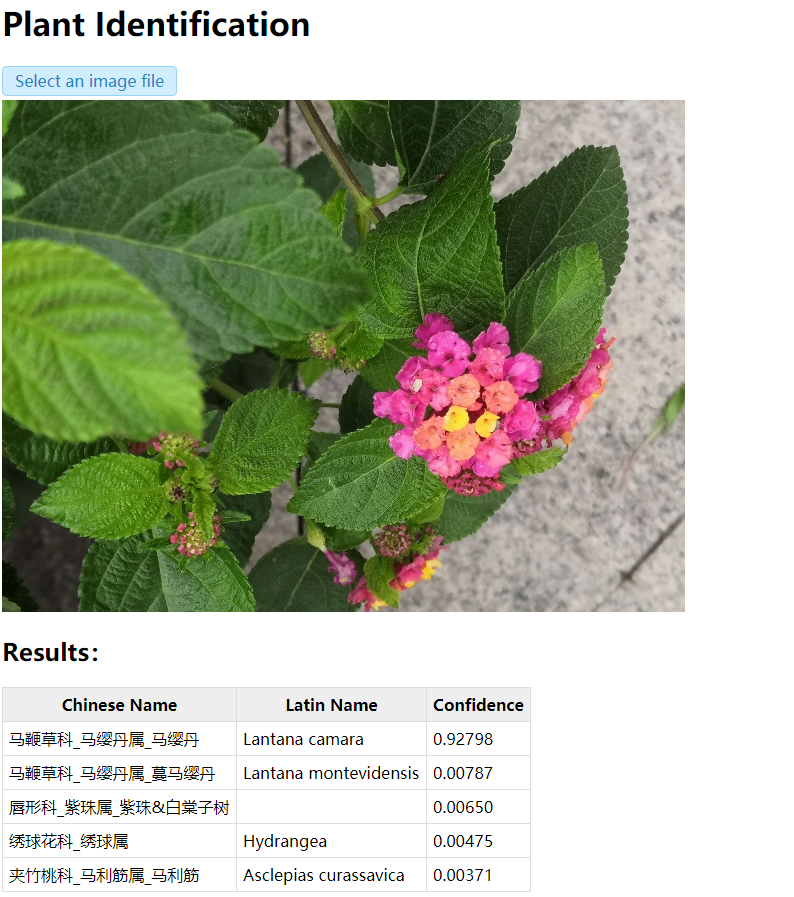 Plant Identification
Select an image file
Results：
Chinese Name Latin Name Confidence
马鞭草科_马缨丹属_马缨丹 Lantana camara 0.92798
马鞭草科_马缨丹属_蔓马缨丹 Lantana montevidensis 0.00787
唇形科_紫珠属_紫珠&白棠子树 0.00650
绣球花科_绣球属 Hydrangea 0.00475
夹竹桃科_马利筋属_马利筋 Asclepias curassavica 0.00371